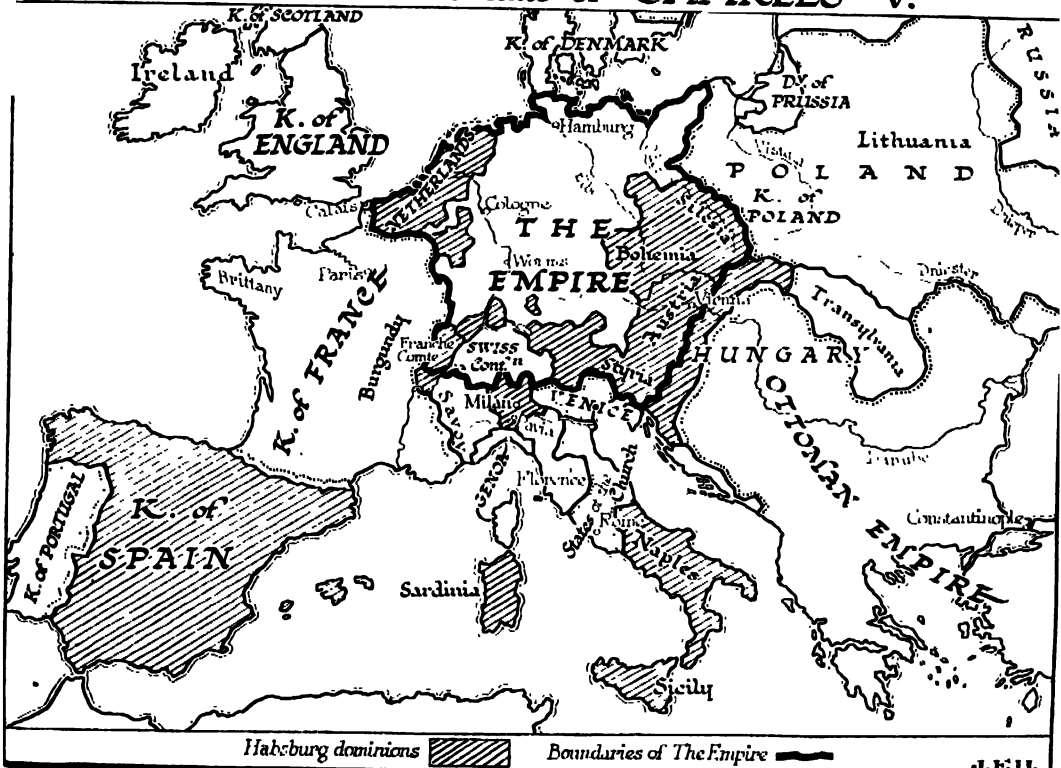 OF CHARLES V.
K. of SCOTLAND
Ireland
K. of DENMARK
Dy. of PRUSSIA
RUSSIA
K. of ENGLAND
Hamburg
Lithuania
POLAND
K. of POLAND
NETHERLANDS
Calais
Cologne
THE EMPIRE
Silesia
Bohemia
Worms
Brittany
Paris
Dniester
Austria
Vienna
Transylvania
K. of FRANCE
Burgundy
Franche Comté
SWISS Conf'n
Styria
HUNGARY
OTTOMAN EMPIRE
Savoy
Milan
VENICE
GENOA
Florence
States of the Church
Rome
Danube
Constantinople
K. of PORTUGAL
K. of SPAIN
Naples
Sardinia
Sicily
Habsburg dominions
Boundaries of The Empire